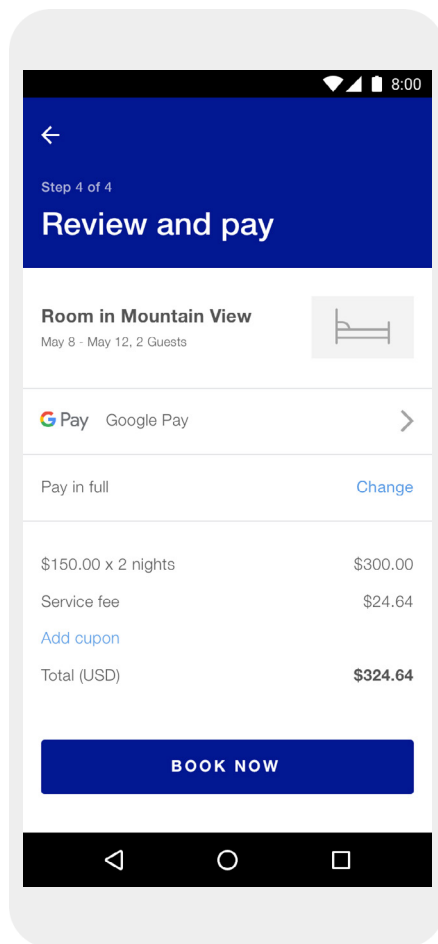 8:00
Step 4 of 4
Review and pay
Room in Mountain View
May 8 - May 12, 2 Guests
G Pay Google Pay
Pay in full Change
$150.00 x 2 nights $300.00
Service fee $24.64
Add cupon
Total (USD) $324.64
BOOK NOW